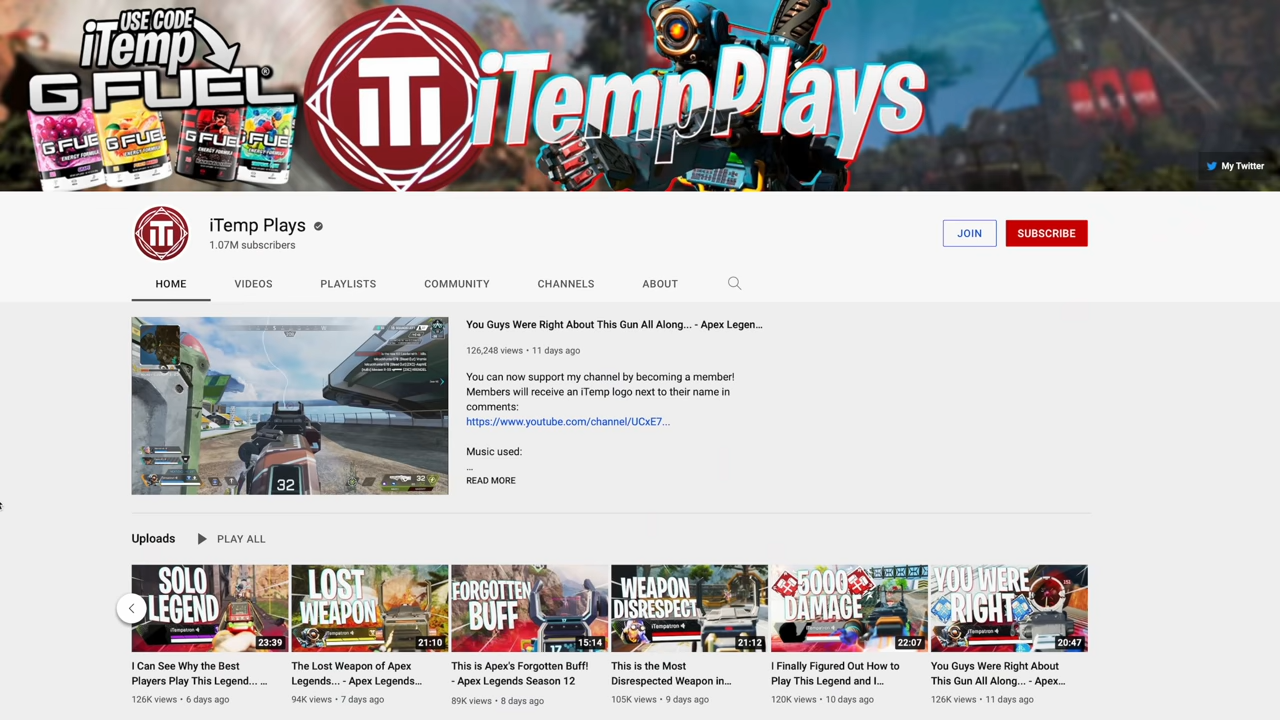 USE CODE
iTemp
G FUEL
G FUEL
G FUEL
G FUEL
ENERGY FORMULA
iTempPlays
My Twitter
iTemp Plays
1.07M subscribers
JOIN
SUBSCRIBE
HOME
VIDEOS
PLAYLISTS
COMMUNITY
CHANNELS
ABOUT
You Guys Were Right About This Gun All Along... - Apex Legen...
126,248 views • 11 days ago
You can now support my channel by becoming a member!
Members will receive an iTemp logo next to their name in
comments:
https://www.youtube.com/channel/UCxE7...
Music used:
...
READ MORE
32
32
Uploads
PLAY ALL
SOLO
LEGEND
iTempatron
23:39
LOST
WEAPON
iTempatron
21:10
FORGOTTEN
BUFF
15:14
WEAPON
DISRESPECT
iTempatron
21:12
5000
DAMAGE
iTempatron
22:07
YOU WERE
RIGHT
iTempatron
20:47
I Can See Why the Best
Players Play This Legend... ...
126K views • 6 days ago
The Lost Weapon of Apex
Legends... - Apex Legends...
94K views • 7 days ago
This is Apex's Forgotten Buff!
- Apex Legends Season 12
89K views • 8 days ago
This is the Most
Disrespected Weapon in...
105K views • 9 days ago
I Finally Figured Out How to
Play This Legend and I...
120K views • 10 days ago
You Guys Were Right About
This Gun All Along... - Apex...
126K views • 11 days ago